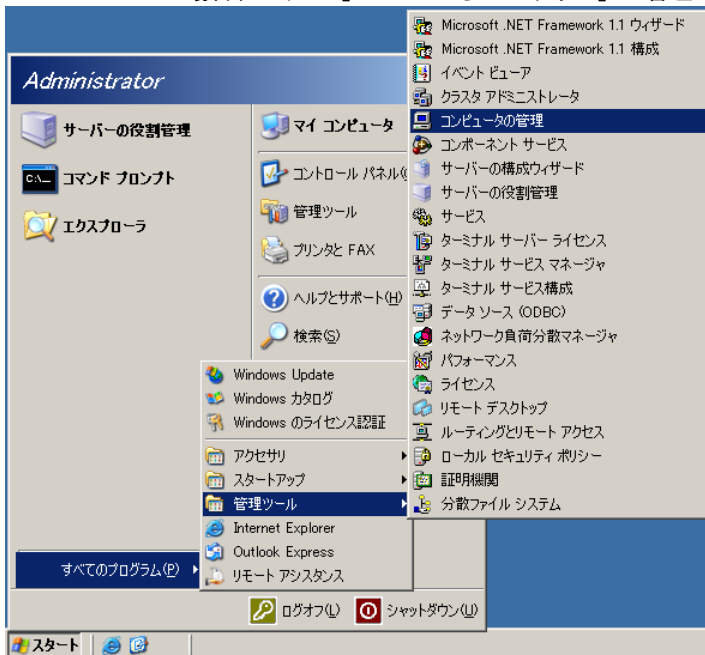 Administrator
サーバーの役割管理
コマンド プロンプト
エクスプローラ
マイ コンピュータ
コントロール パネル(
管理ツール
プリンタと FAX
ヘルプとサポート(H)
検索(S)
Windows Update
Windows カタログ
Windows のライセンス認証
アクセサリ
スタートアップ
管理ツール
Internet Explorer
Outlook Express
リモート アシスタンス
Microsoft .NET Framework 1.1 ウィザード
Microsoft .NET Framework 1.1 構成
イベント ビューア
クラスタ アドミニストレータ
コンピュータの管理
コンポーネント サービス
サーバーの構成ウィザード
サーバーの役割管理
サービス
ターミナル サーバー ライセンス
ターミナル サービス マネージャ
ターミナル サービス構成
データ ソース (ODBC)
ネットワーク負荷分散マネージャ
パフォーマンス
ライセンス
リモート デスクトップ
ルーティングとリモート アクセス
ローカル セキュリティ ポリシー
証明機関
分散ファイル システム
すべてのプログラム(P)
ログオフ(L)
シャットダウン(U)
スタート